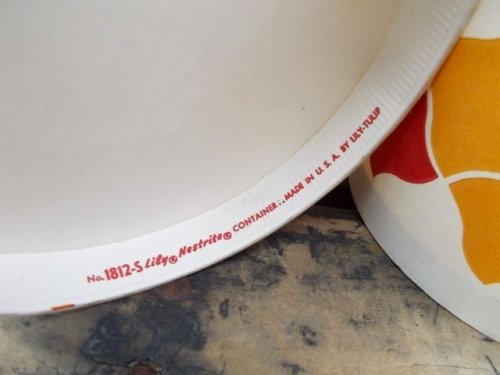 No. 1812-S Lily® Nestrite® CONTAINER... MADE IN U. S. A. BY LILY-TULIP